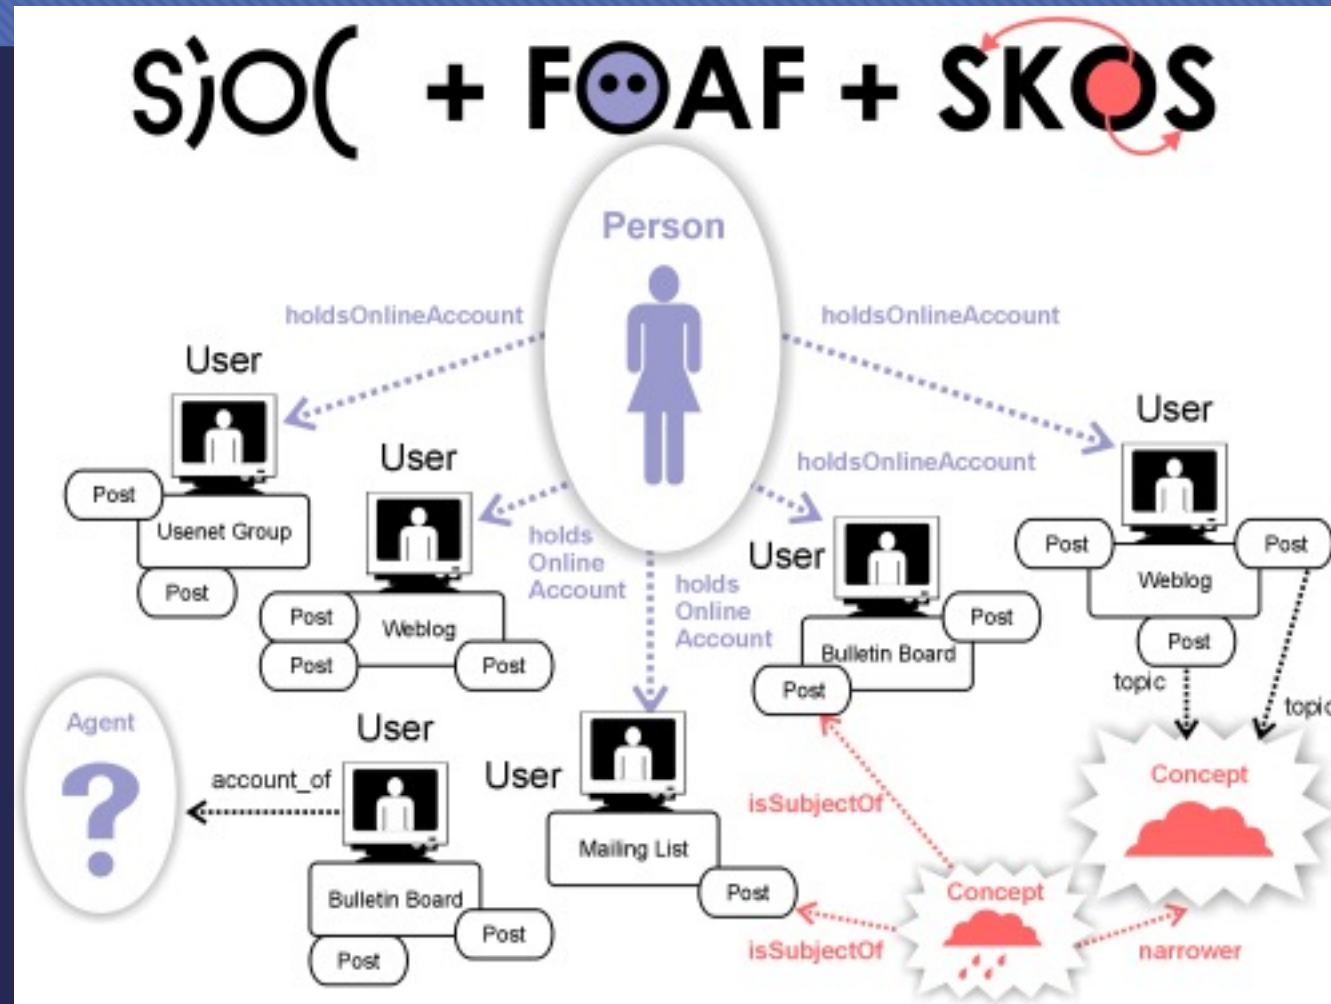 sioc + FOAF + SKOS
Person
holdsOnlineAccount
holdsOnlineAccount
User
User
User
holdsOnlineAccount
Post
Usenet Group
Post
holds
Online
Account
User
Post
Post
Weblog
Post
Post
Weblog
Post
Post
holds
Online
Account
Post
Bulletin Board
Post
topic
topic
Agent
User
account_of
User
Concept
isSubjectOf
Mailing List
Post
Bulletin Board
Post
Post
Concept
isSubjectOf
narrower